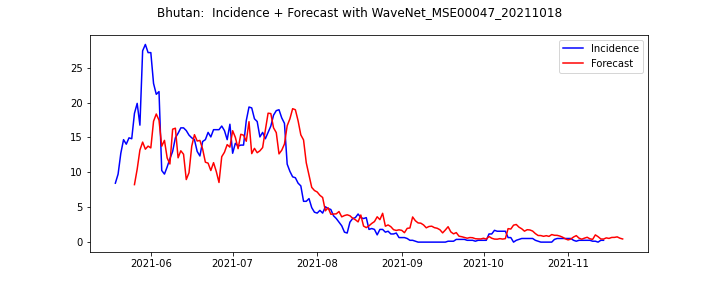 Bhutan:  Incidence + Forecast with WaveNet_MSE00047_20211018
Incidence
Forecast
25
20
15
10
5
0
2021-06 2021-07 2021-08 2021-09 2021-10 2021-11